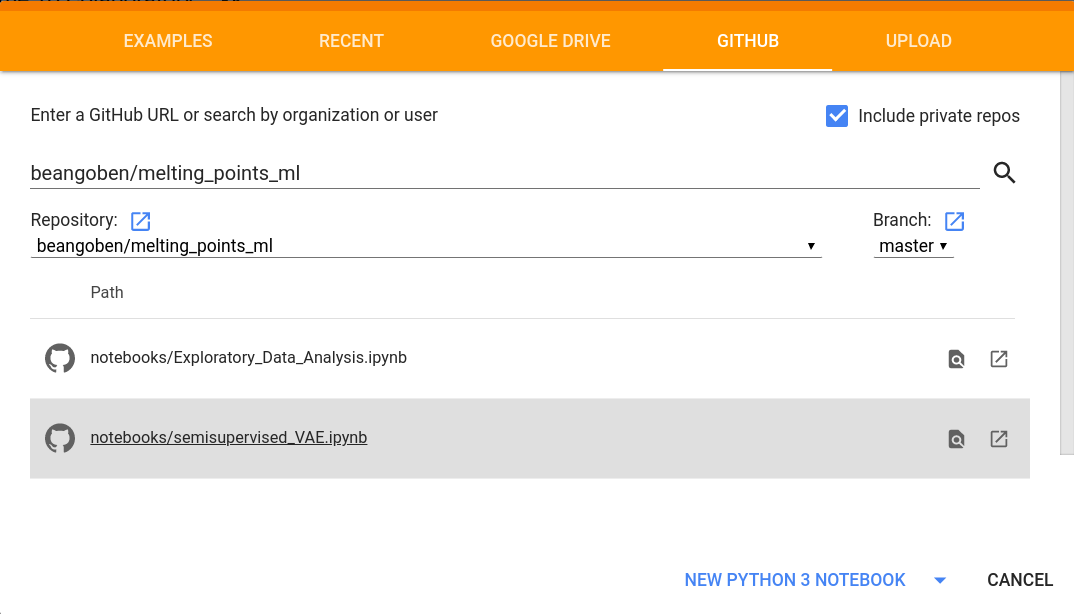 EXAMPLES RECENT GOOGLE DRIVE GITHUB UPLOAD
Enter a GitHub URL or search by organization or user
Include private repos
beangoben/melting_points_ml
Repository: Branch:
beangoben/melting_points_ml master
Path
notebooks/Exploratory_Data_Analysis.ipynb
notebooks/semisupervised_VAE.ipynb
NEW PYTHON 3 NOTEBOOK CANCEL